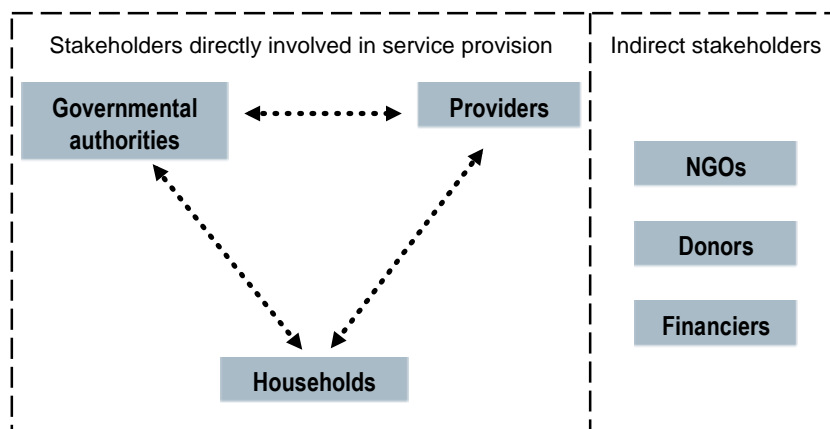 Stakeholders directly involved in service provision
Indirect stakeholders
Governmental
authorities
Providers
NGOs
Donors
Financiers
Households